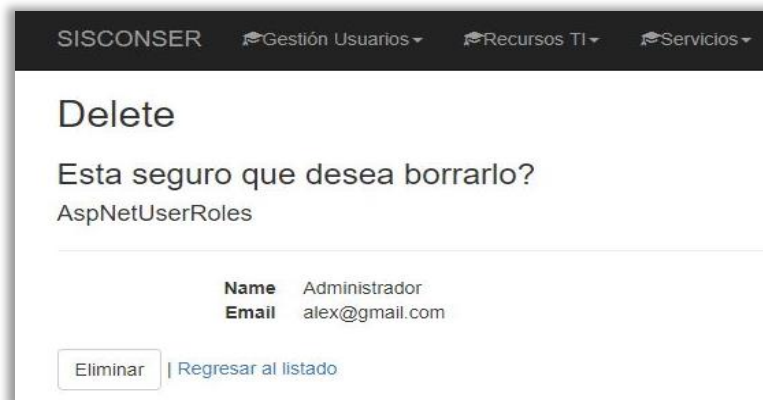 SISCONSER Gestión Usuarios Recursos TI Servicios
Delete
Esta seguro que desea borrarlo?
AspNetUserRoles
Name Administrador
Email alex@gmail.com
Eliminar | Regresar al listado